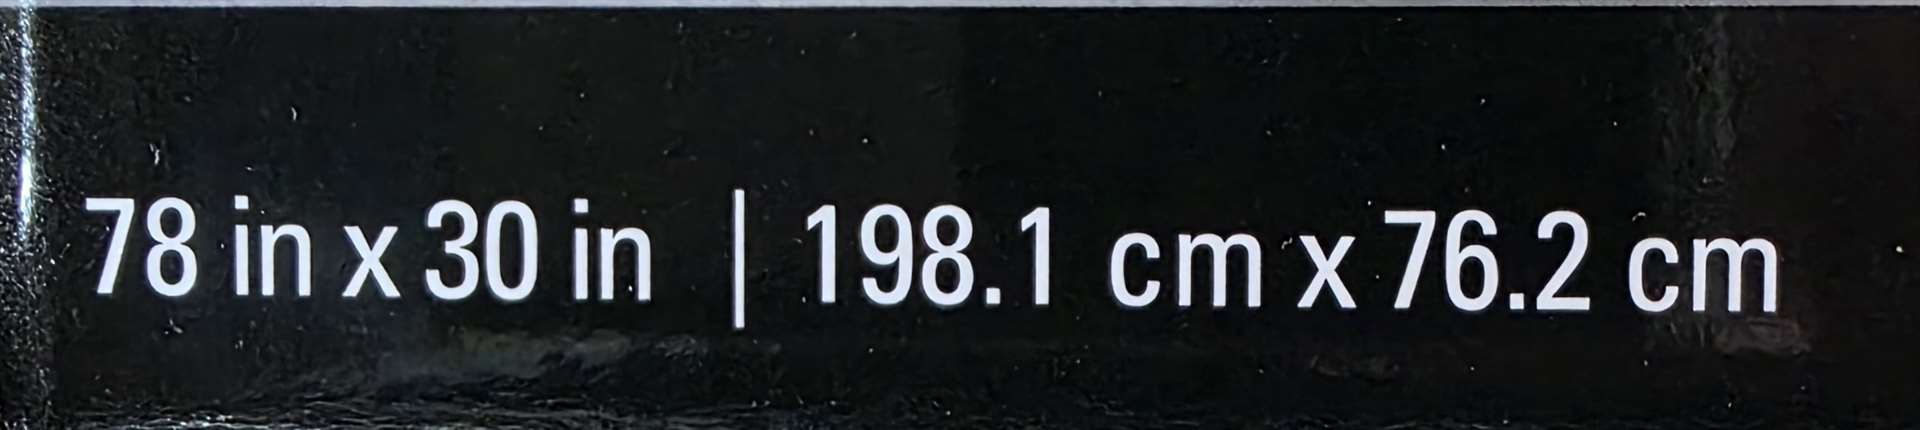 78 in x 30 in | 198.1 cm x 76.2 cm